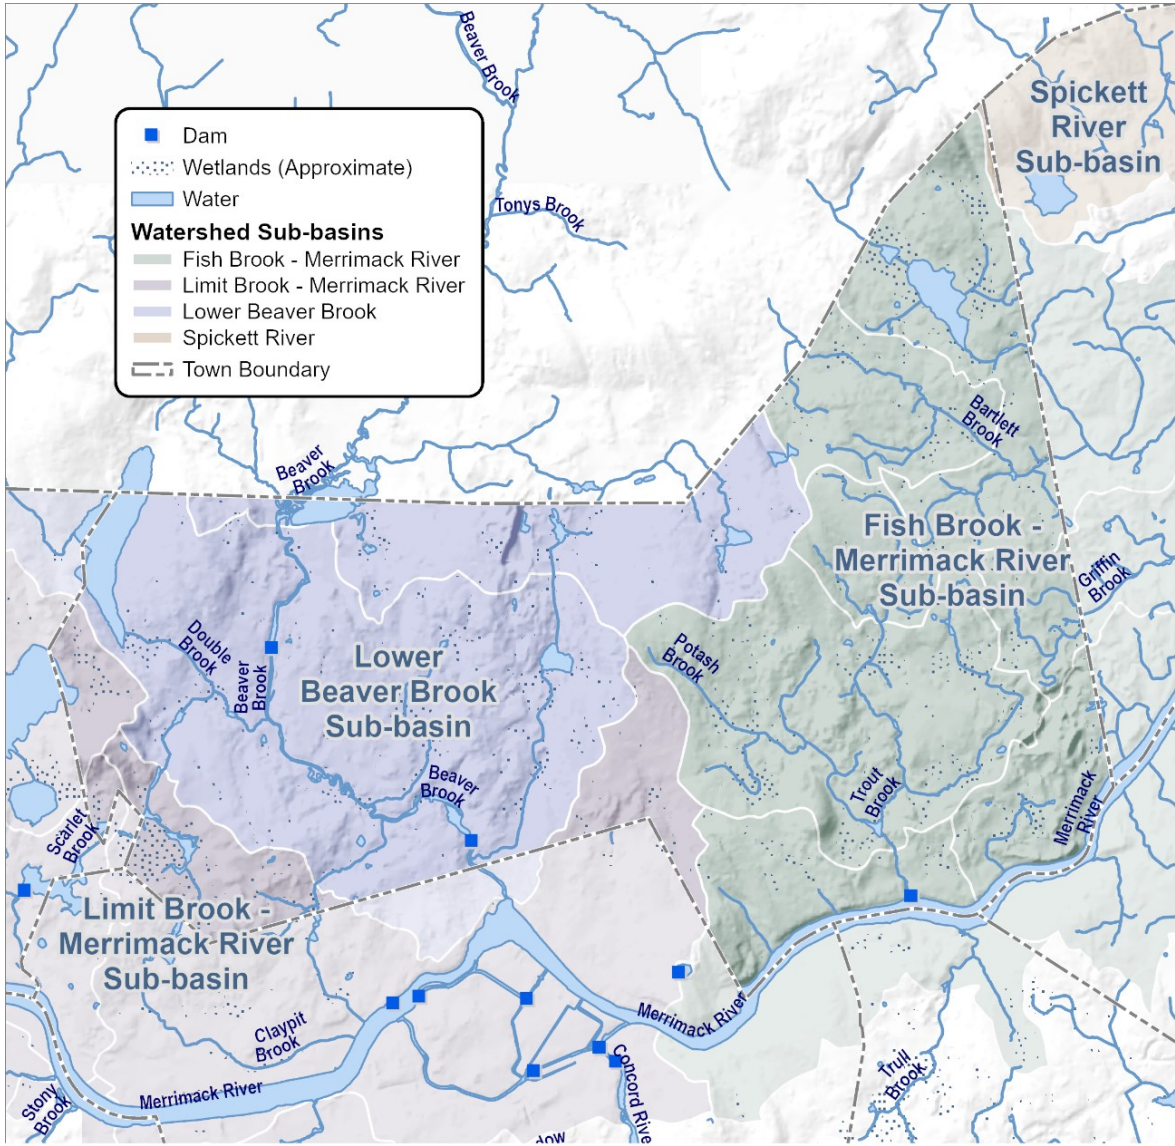 Beaver Brook
Spickett
River
Sub-basin
Dam
Wetlands (Approximate)
Water
Watershed Sub-basins
Fish Brook - Merrimack River
Limit Brook - Merrimack River
Lower Beaver Brook
Spickett River
Town Boundary
Tonys Brook
Bartlett
Brook
Beaver
Brook
Fish Brook -
Merrimack River
Sub-basin
Griffin
Brook
Double
Brook
Beaver
Brook
Lower
Beaver Brook
Sub-basin
Potash
Brook
Beaver
Brook
Trout
Brook
Merrimack
River
Scarlet
Brook
Limit Brook -
Merrimack River
Sub-basin
Merrimack River
Claypit
Brook
Concord Rive
Trull
Brook
Merrimack River
Stony
Brook
dow